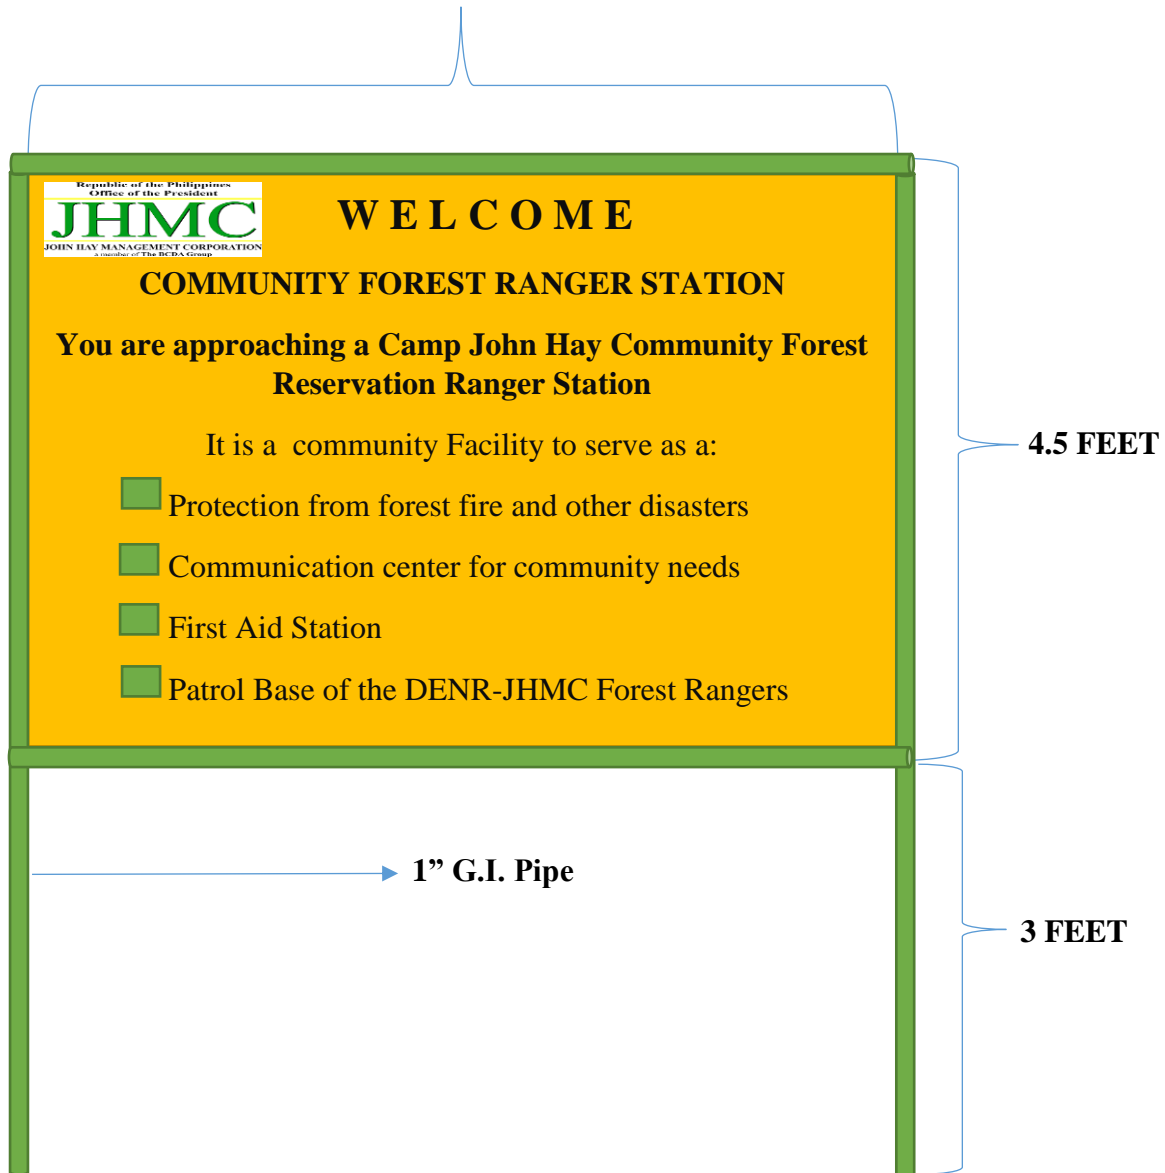 Republic of the Philippines
Office of the President
JHMC
JOHN HAY MANAGEMENT CORPORATION
a member of The BCDA Group
W E L C O M E
COMMUNITY FOREST RANGER STATION
You are approaching a Camp John Hay Community Forest
Reservation Ranger Station
It is a community Facility to serve as a:
Protection from forest fire and other disasters
Communication center for community needs
First Aid Station
Patrol Base of the DENR-JHMC Forest Rangers
4.5 FEET
1” G.I. Pipe
3 FEET